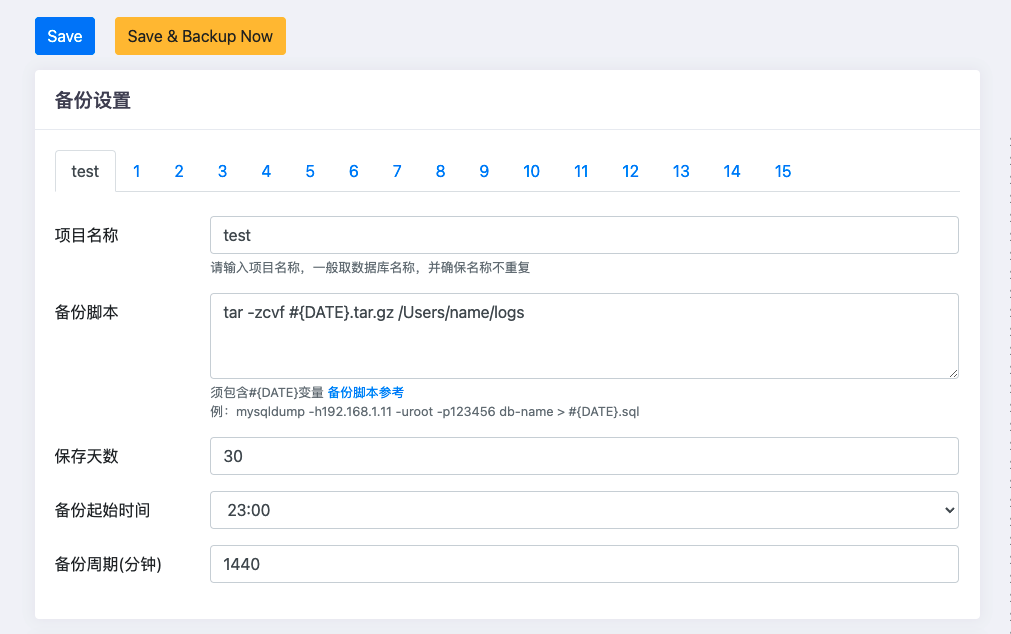 Save Save & Backup Now
备份设置
test 1 2 3 4 5 6 7 8 9 10 11 12 13 14 15
项目名称 test
请输入项目名称，一般取数据库名称，并确保名称不重复
备份脚本 tar -zcvf #{DATE}.tar.gz /Users/name/logs
须包含#{DATE}变量 备份脚本参考
例：mysqldump -h192.168.1.11 -uroot -p123456 db-name > #{DATE}.sql
保存天数 30
备份起始时间 23:00
备份周期(分钟) 1440